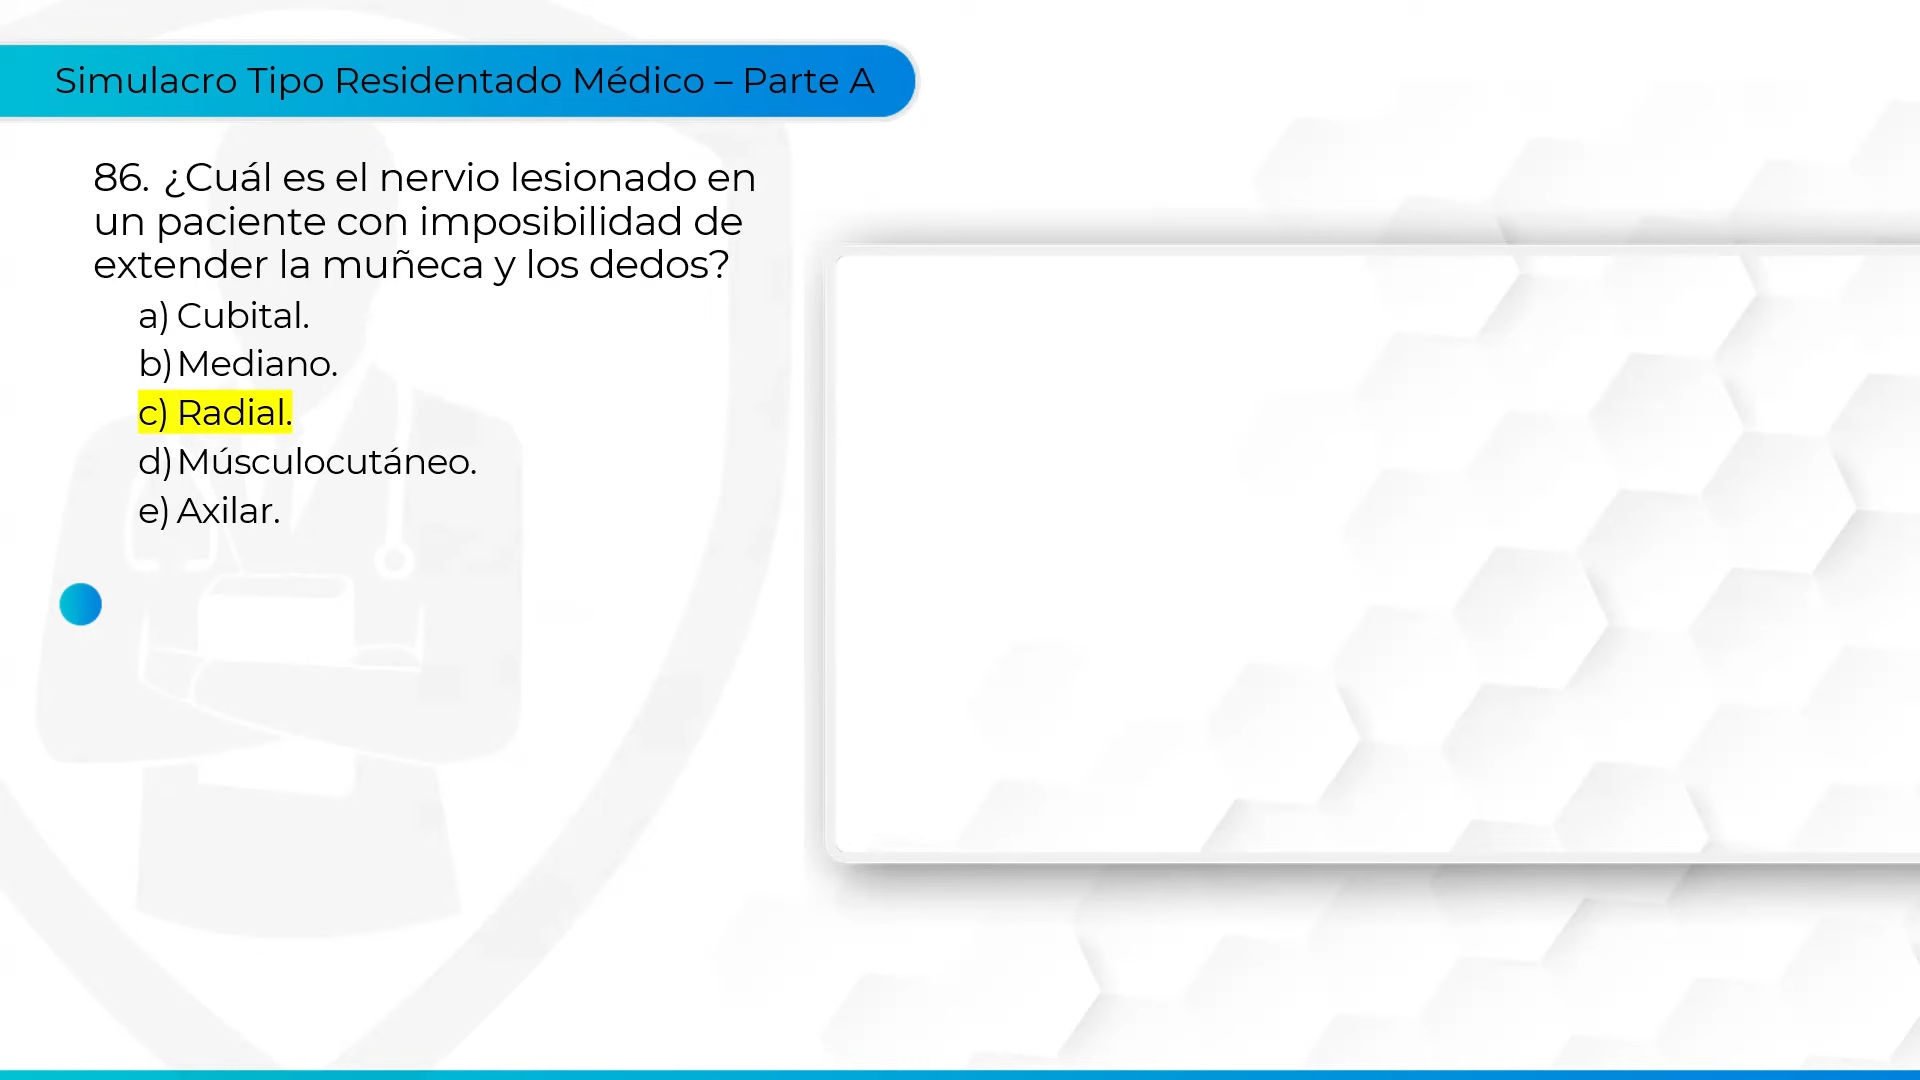 Simulacro Tipo Residentado Médico – Parte A
86. ¿Cuál es el nervio lesionado en
un paciente con imposibilidad de
extender la muñeca y los dedos?
a) Cubital.
b) Mediano.
c) Radial.
d) Músculocutáneo.
e) Axilar.